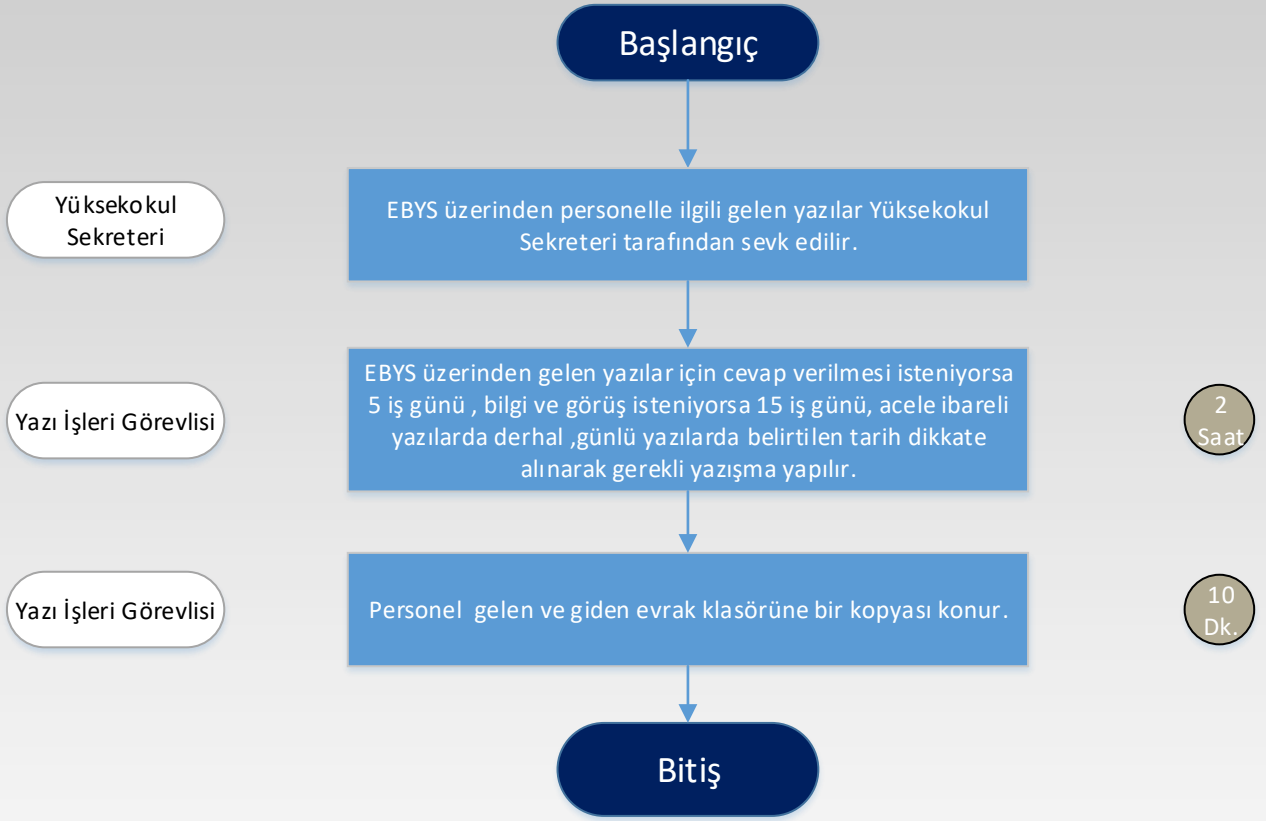 Başlangıç
Yüksekokul
Sekreteri
EBYS üzerinden personelle ilgili gelen yazılar Yüksekokul
Sekreteri tarafından sevk edilir.
Yazı İşleri Görevlisi
EBYS üzerinden gelen yazılar için cevap verilmesi isteniyorsa
5 iş günü , bilgi ve görüş isteniyorsa 15 iş günü, acele ibareli
yazılarda derhal ,günlü yazılarda belirtilen tarih dikkate
alınarak gerekli yazışma yapılır.
2
Saat
Yazı İşleri Görevlisi
Personel gelen ve giden evrak klasörüne bir kopyası konur.
10
Dk.
Bitiş